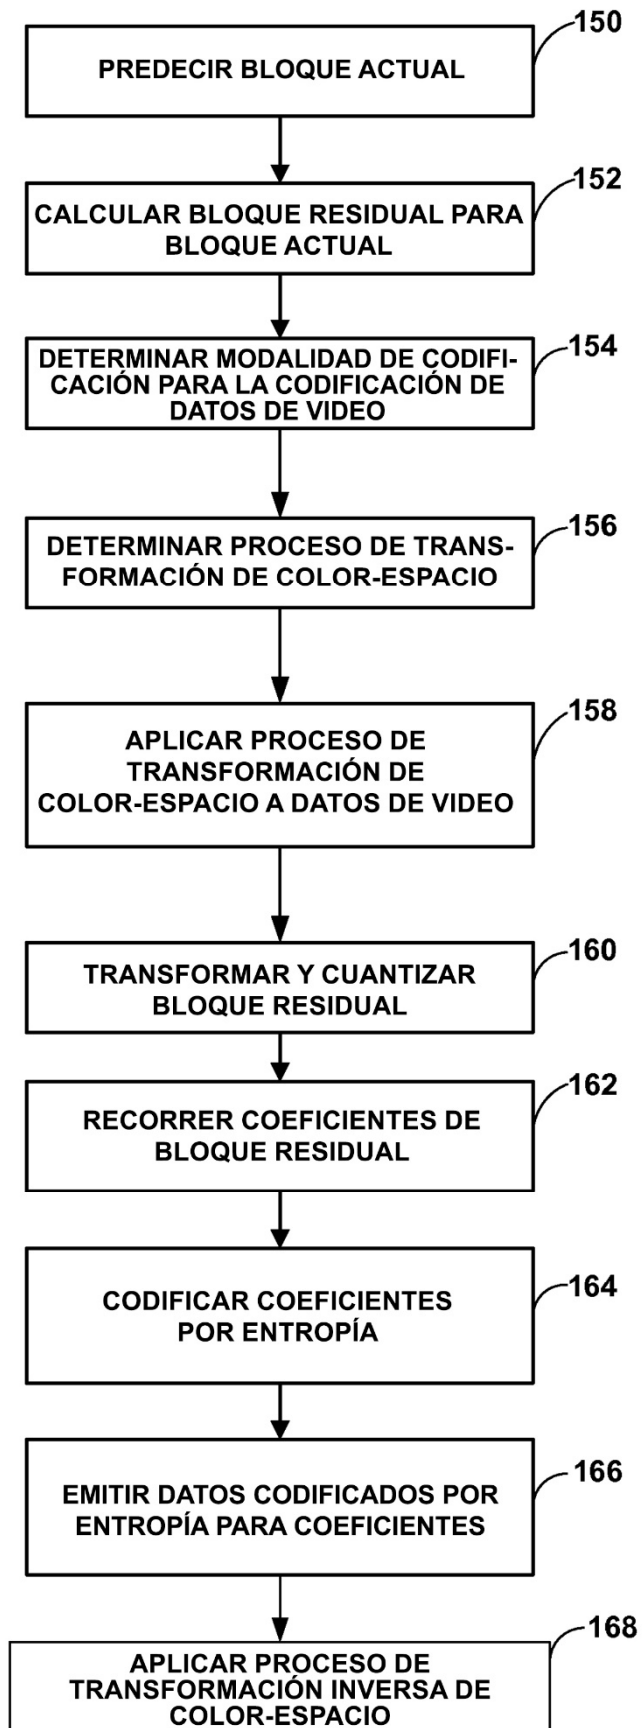 150
PREDECIR BLOQUE ACTUAL
152
CALCULAR BLOQUE RESIDUAL PARA
BLOQUE ACTUAL
154
DETERMINAR MODALIDAD DE CODIFI-
CACIÓN PARA LA CODIFICACIÓN DE
DATOS DE VIDEO
156
DETERMINAR PROCESO DE TRANS-
FORMACIÓN DE COLOR-ESPACIO
158
APLICAR PROCESO DE
TRANSFORMACIÓN DE
COLOR-ESPACIO A DATOS DE VIDEO
160
TRANSFORMAR Y CUANTIZAR
BLOQUE RESIDUAL
162
RECORRER COEFICIENTES DE
BLOQUE RESIDUAL
164
CODIFICAR COEFICIENTES
POR ENTROPÍA
166
EMITIR DATOS CODIFICADOS POR
ENTROPÍA PARA COEFICIENTES
168
APLICAR PROCESO DE
TRANSFORMACIÓN INVERSA DE
COLOR-ESPACIO